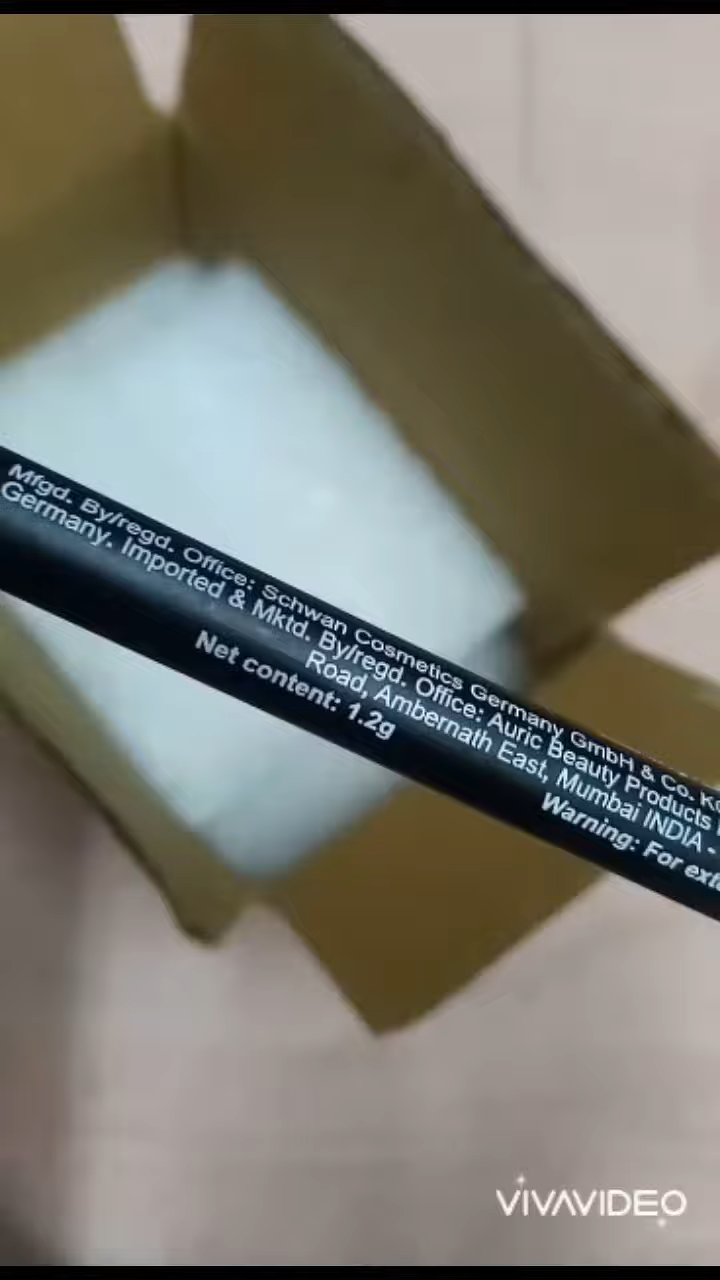 Mfgd. By/regd. Office: Schwan Cosmetics Germany GmbH & Co.
Germany. Imported & Mktd. By/regd. Office: Auric Beauty Products
Road, Ambernath East, Mumbai INDIA -
Net content: 1.2g
Warning: For
VIVAVIDEO